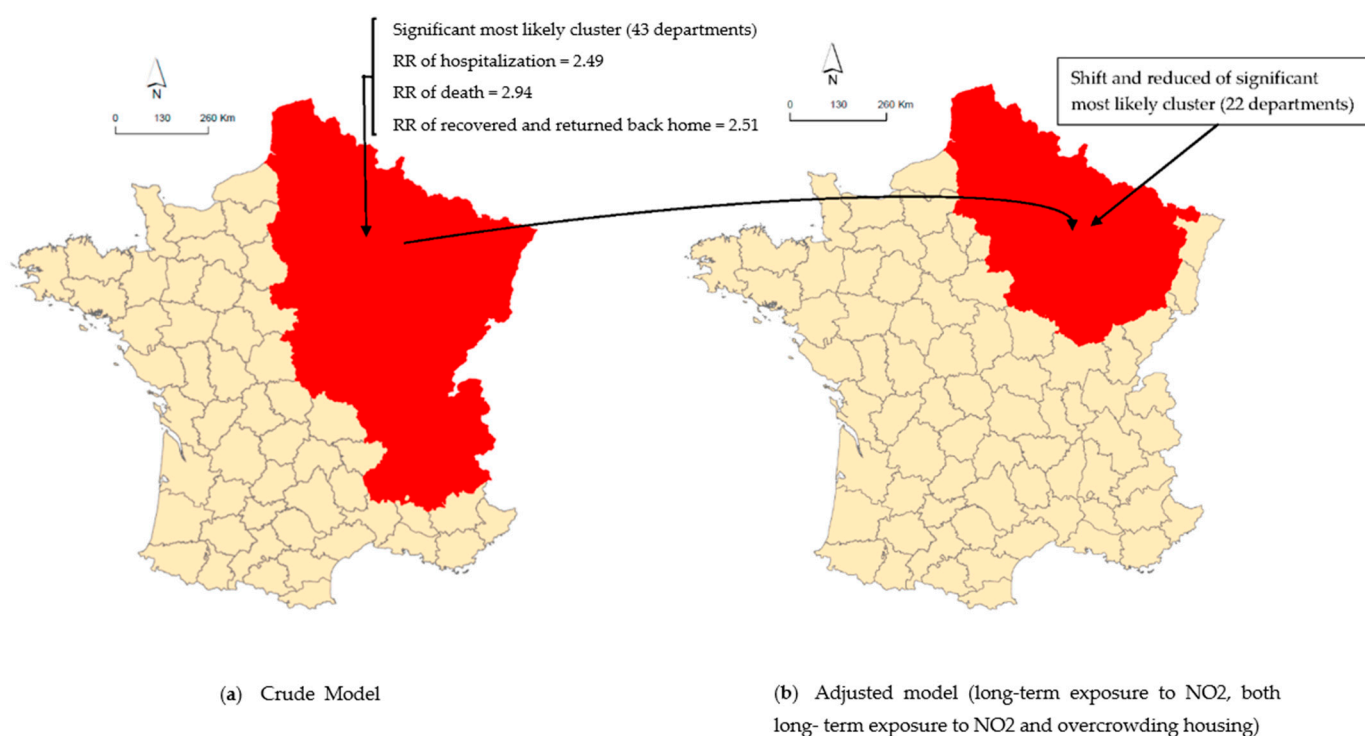 Significant most likely cluster (43 departments)
RR of hospitalization = 2.49
RR of death = 2.94
RR of recovered and returned back home = 2.51
N
0 130 260 Km
N
0 130 260 Km
Shift and reduced of significant
most likely cluster (22 departments)
(a) Crude Model
(b) Adjusted model (long-term exposure to NO2, both
long- term exposure to NO2 and overcrowding housing)